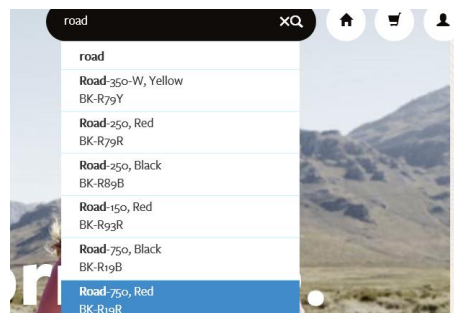 road
road
Road-350-W, Yellow
BK-R79Y
Road-250, Red
BK-R79R
Road-250, Black
BK-R89B
Road-150, Red
BK-R93R
Road-750, Black
BK-R19B
Road-750, Red
BK-R19R